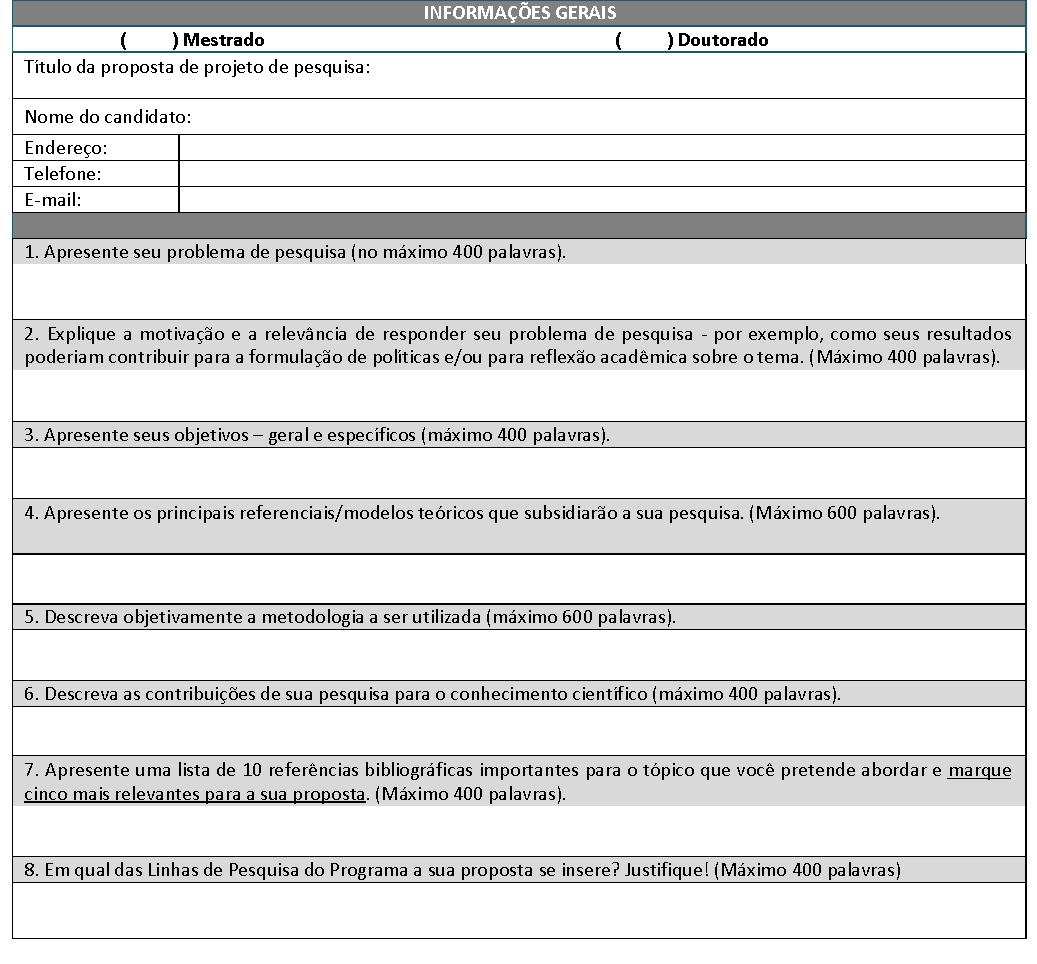 INFORMAÇÕES GERAIS
(        ) Mestrado
(        ) Doutorado
Título da proposta de projeto de pesquisa:
Nome do candidato:
Endereço:
Telefone:
E-mail:
1. Apresente seu problema de pesquisa (no máximo 400 palavras).
2. Explique a motivação e a relevância de responder seu problema de pesquisa - por exemplo, como seus resultados
poderiam contribuir para a formulação de políticas e/ou para reflexão acadêmica sobre o tema. (Máximo 400 palavras).
3. Apresente seus objetivos – geral e específicos (máximo 400 palavras).
4. Apresente os principais referenciais/modelos teóricos que subsidiarão a sua pesquisa. (Máximo 600 palavras).
5. Descreva objetivamente a metodologia a ser utilizada (máximo 600 palavras).
6. Descreva as contribuições de sua pesquisa para o conhecimento científico (máximo 400 palavras).
7. Apresente uma lista de 10 referências bibliográficas importantes para o tópico que você pretende abordar e marque
cinco mais relevantes para a sua proposta. (Máximo 400 palavras).
8. Em qual das Linhas de Pesquisa do Programa a sua proposta se insere? Justifique! (Máximo 400 palavras)